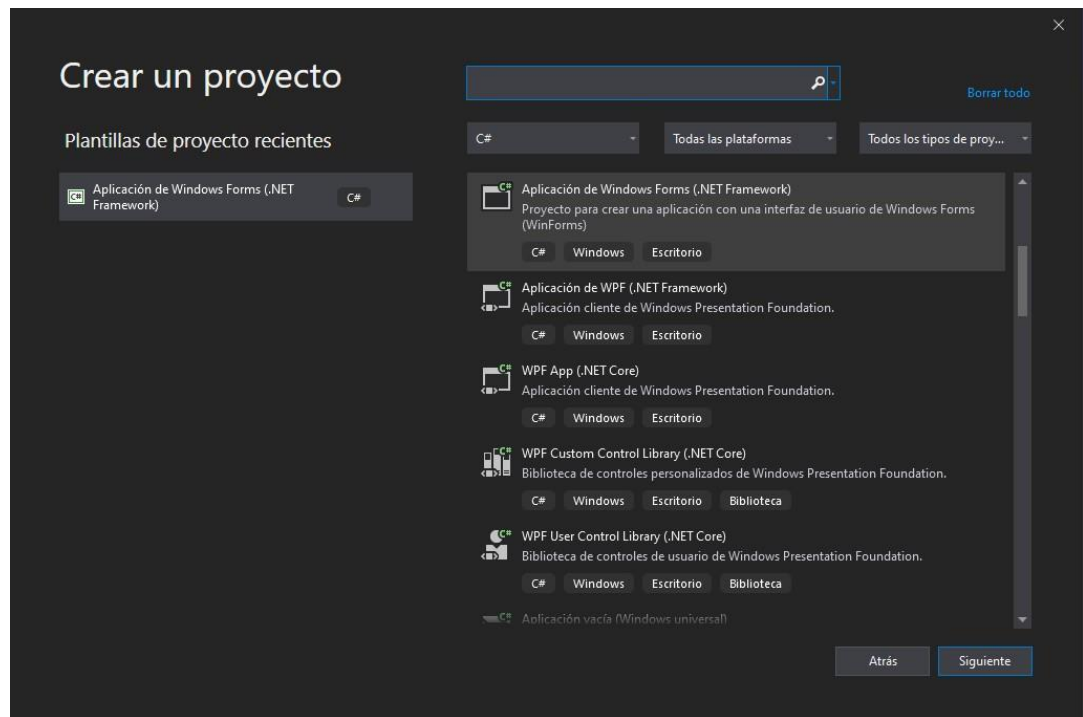 Crear un proyecto
Borrar todo
Plantillas de proyecto recientes
C#
Todas las plataformas
Todos los tipos de proy...
C#
Aplicación de Windows Forms (.NET
Framework)
C#
C#
Aplicación de Windows Forms (.NET Framework)
Proyecto para crear una aplicación con una interfaz de usuario de Windows Forms
(WinForms)
C# Windows Escritorio
C#
Aplicación de WPF (.NET Framework)
Aplicación cliente de Windows Presentation Foundation.
C# Windows Escritorio
C#
WPF App (.NET Core)
Aplicación cliente de Windows Presentation Foundation.
C# Windows Escritorio
C#
WPF Custom Control Library (.NET Core)
Biblioteca de controles personalizados de Windows Presentation Foundation.
C# Windows Escritorio Biblioteca
C#
WPF User Control Library (.NET Core)
Biblioteca de controles de usuario de Windows Presentation Foundation.
C# Windows Escritorio Biblioteca
C#
Aplicación vacía (Windows universal)
Atrás
Siguiente